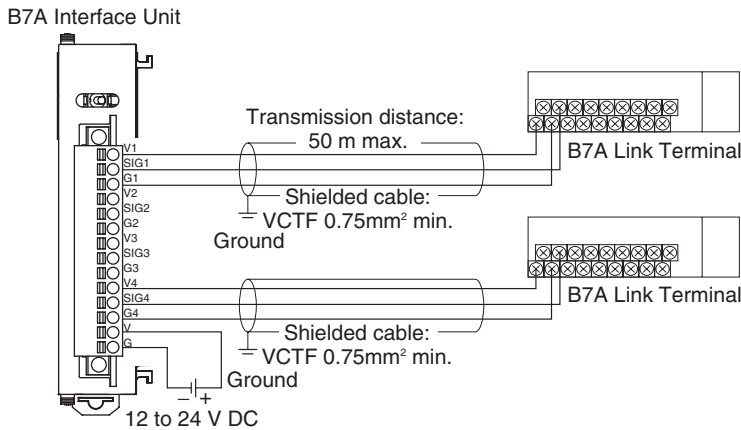 B7A Interface Unit
Transmission distance:
50 m max.
V1
SIG1
G1
V2
SIG2
G2
V3
SIG3
G3
V4
SIG4
G4
V
G
B7A Link Terminal
Shielded cable:
VCTF 0.75mm² min.
Ground
B7A Link Terminal
Shielded cable:
VCTF 0.75mm² min.
Ground
− +
12 to 24 V DC